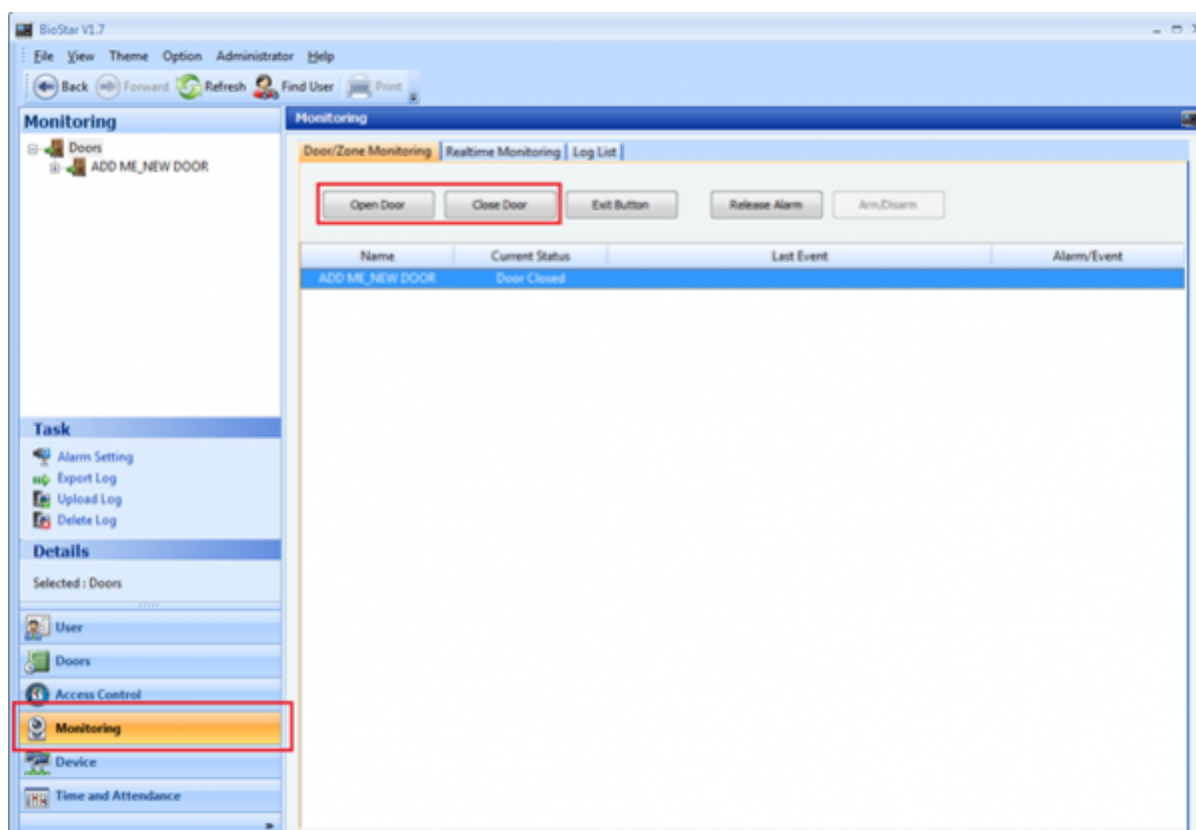 BioStar V1.7
File View Theme Option Administrator Help
Back Forward Refresh Find User Print
Monitoring
Doors
ADD ME_NEW DOOR
Task
Alarm Setting
Export Log
Upload Log
Delete Log
Details
Selected : Doors
User
Doors
Access Control
Monitoring
Device
Time and Attendance
Monitoring
Door/Zone Monitoring Realtime Monitoring Log List
Open Door Close Door Exit Button Release Alarm Arm/Disarm
Name Current Status Last Event Alarm/Event
ADD ME_NEW DOOR Door Closed